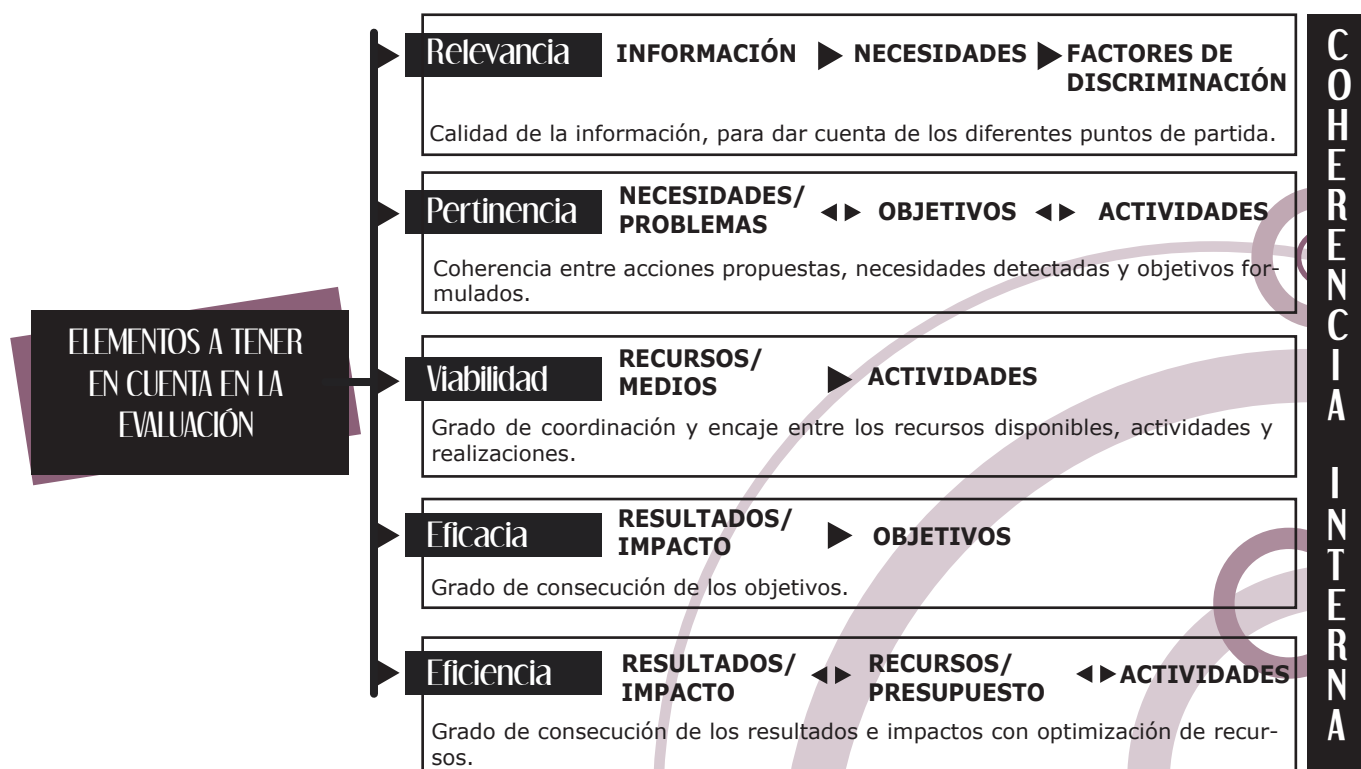 ELEMENTOS A TENER
EN CUENTA EN LA
EVALUACIÓN
Relevancia
INFORMACIÓN
NECESIDADES
FACTORES DE
DISCRIMINACIÓN
Calidad de la información, para dar cuenta de los diferentes puntos de partida.
Pertinencia
NECESIDADES/
PROBLEMAS
OBJETIVOS
ACTIVIDADES
Coherencia entre acciones propuestas, necesidades detectadas y objetivos for-
mulados.
Viabilidad
RECURSOS/
MEDIOS
ACTIVIDADES
Grado de coordinación y encaje entre los recursos disponibles, actividades y
realizaciones.
Eficacia
RESULTADOS/
IMPACTO
OBJETIVOS
Grado de consecución de los objetivos.
Eficiencia
RESULTADOS/
IMPACTO
RECURSOS/
PRESUPUESTO
ACTIVIDADES
Grado de consecución de los resultados e impactos con optimización de recur-
sos.
COHERENCIA INTERNA